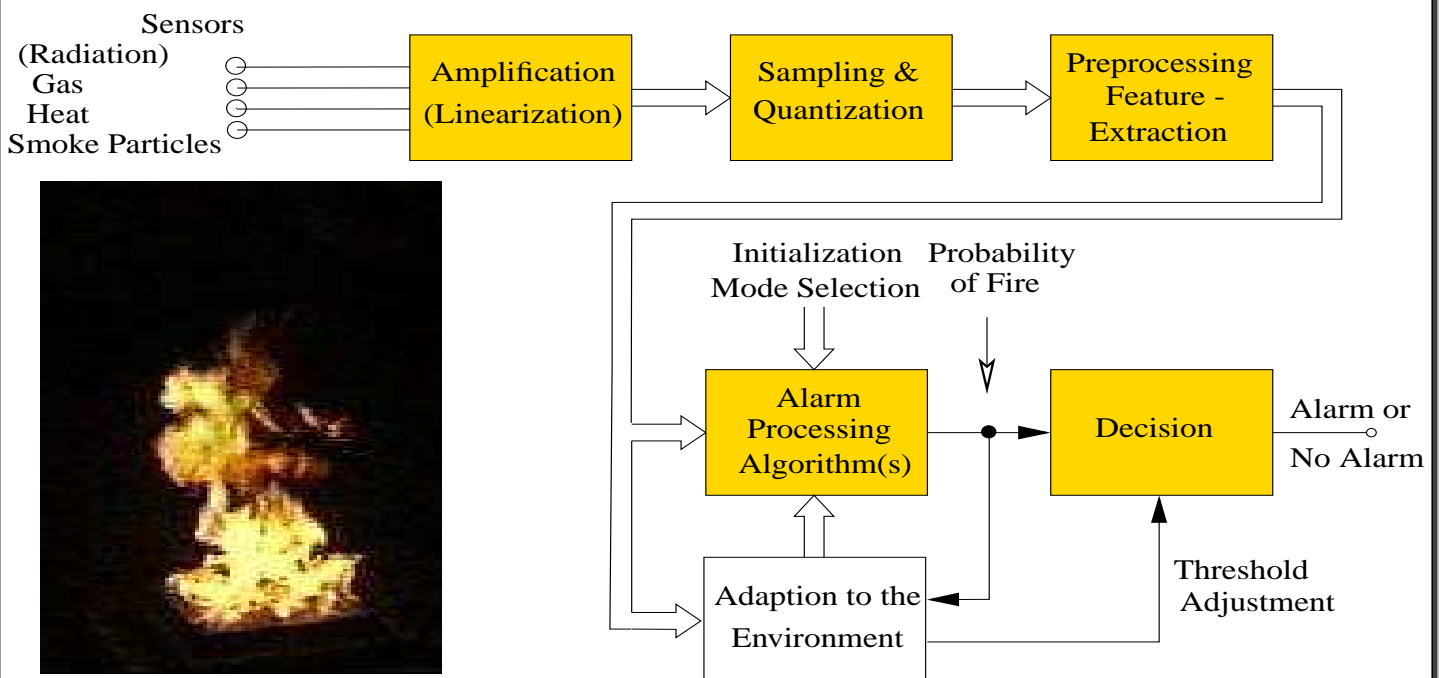 Sensors
(Radiation)
Gas
Heat
Smoke Particles
Amplification
(Linearization)
Sampling &
Quantization
Preprocessing
Feature -
Extraction
Initialization
Mode Selection
Probability
of Fire
Alarm
Processing
Algorithm(s)
Decision
Alarm or
No Alarm
Adaption to the
Environment
Threshold
Adjustment